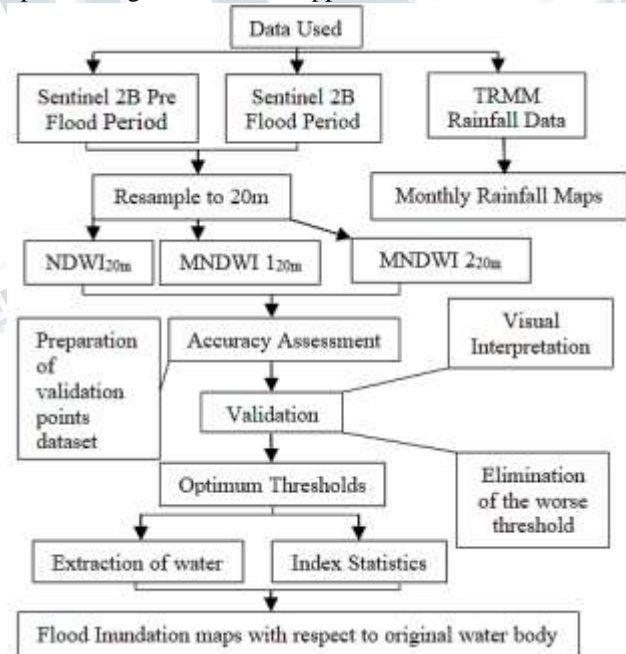 Data Used
Sentinel 2B Pre
Flood Period
Sentinel 2B
Flood Period
TRMM
Rainfall Data
Resample to 20m
Monthly Rainfall Maps
NDWI20m
MNDWI 120m
MNDWI 220m
Preparation
of
validation
points
dataset
Accuracy Assessment
Visual
Interpretation
Validation
Optimum Thresholds
Elimination
of the worse
threshold
Extraction of water
Index Statistics
Flood Inundation maps with respect to original water body